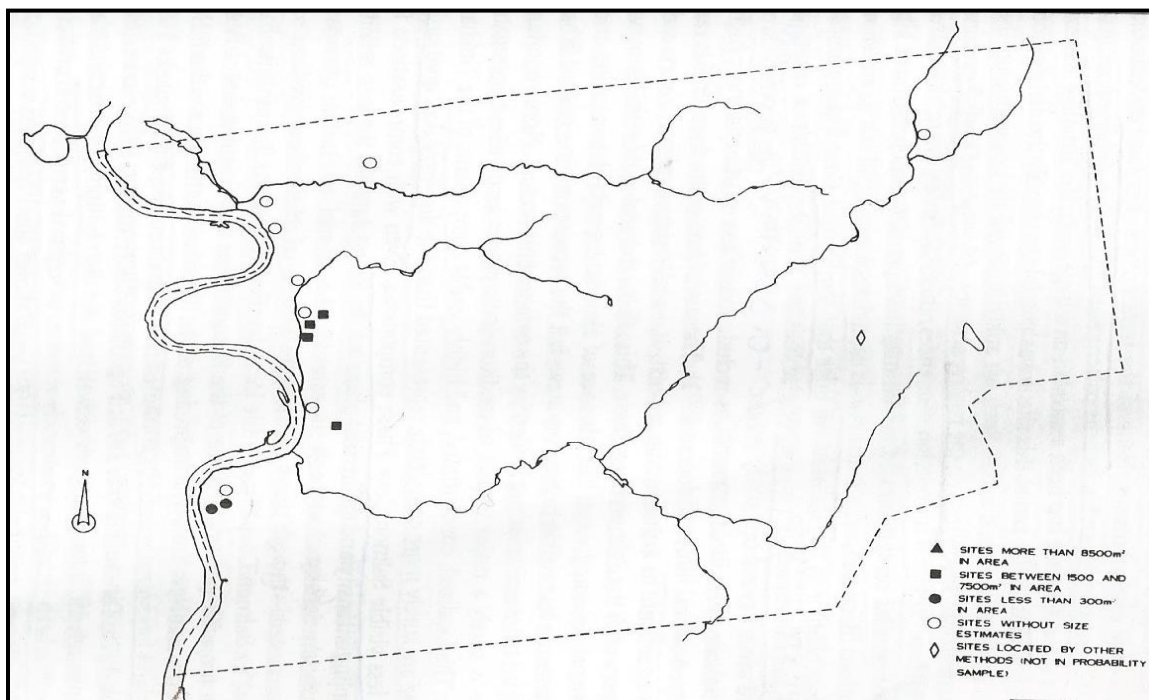 N
SITES MORE THAN 8500m²
IN AREA
SITES BETWEEN 1500 AND
7500m² IN AREA
SITES LESS THAN 300m²
IN AREA
SITES WITHOUT SIZE
ESTIMATES
SITES LOCATED BY OTHER
METHODS (NOT IN PROBABILITY
SAMPLE)